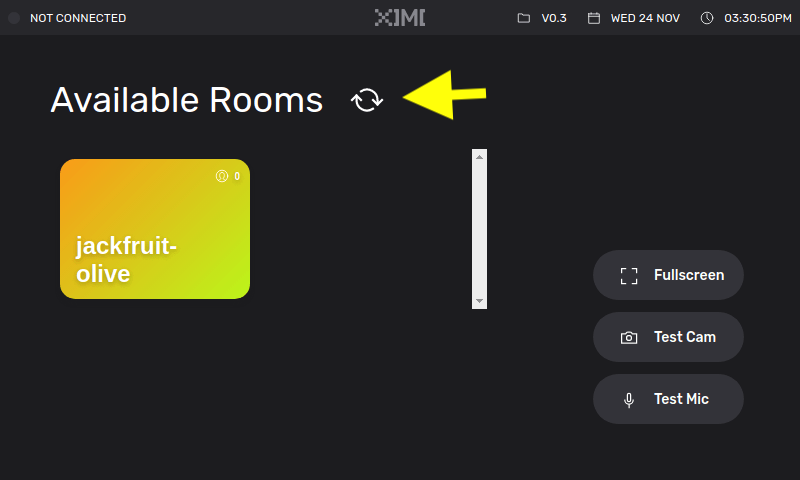 NOT CONNECTED
XIMI
V0.3
WED 24 NOV
03:30:50PM
Available Rooms
0
jackfruit-
olive
Fullscreen
Test Cam
Test Mic